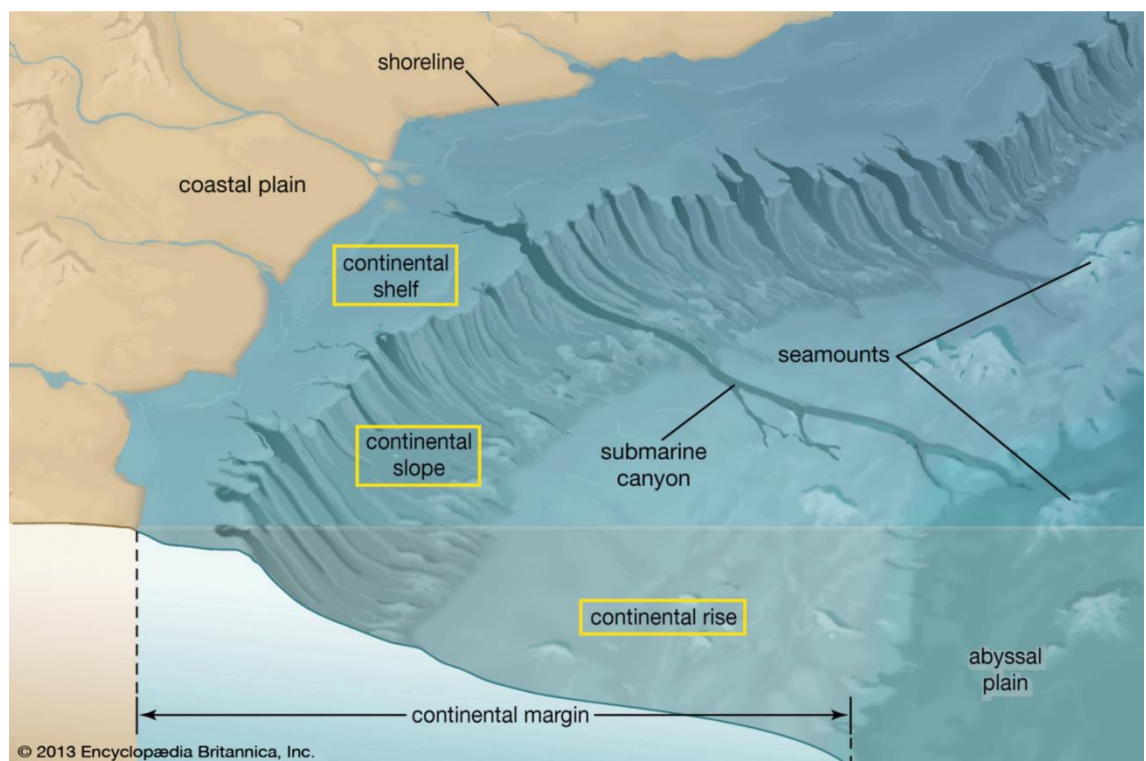 shoreline
coastal plain
continental
shelf
seamounts
continental
slope
submarine
canyon
continental rise
abyssal
plain
continental margin
© 2013 Encyclopædia Britannica, Inc.